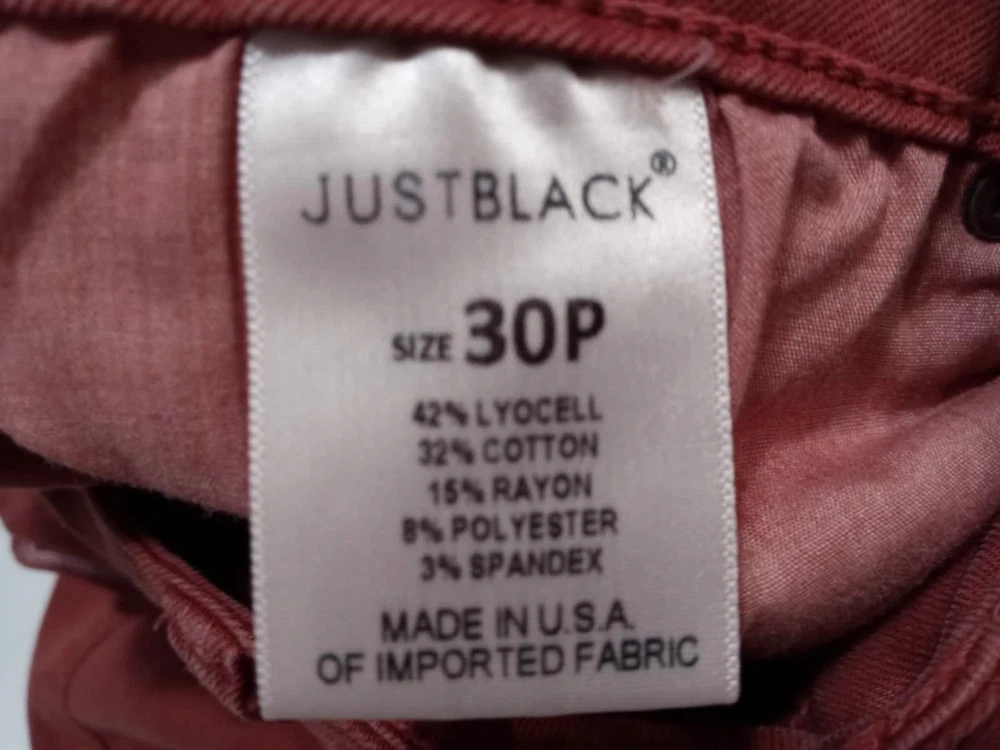 JUSTBLACK®
SIZE 30P
42% LYOCELL
32% COTTON
15% RAYON
8% POLYESTER
3% SPANDEX
MADE IN U.S.A.
OF IMPORTED FABRIC